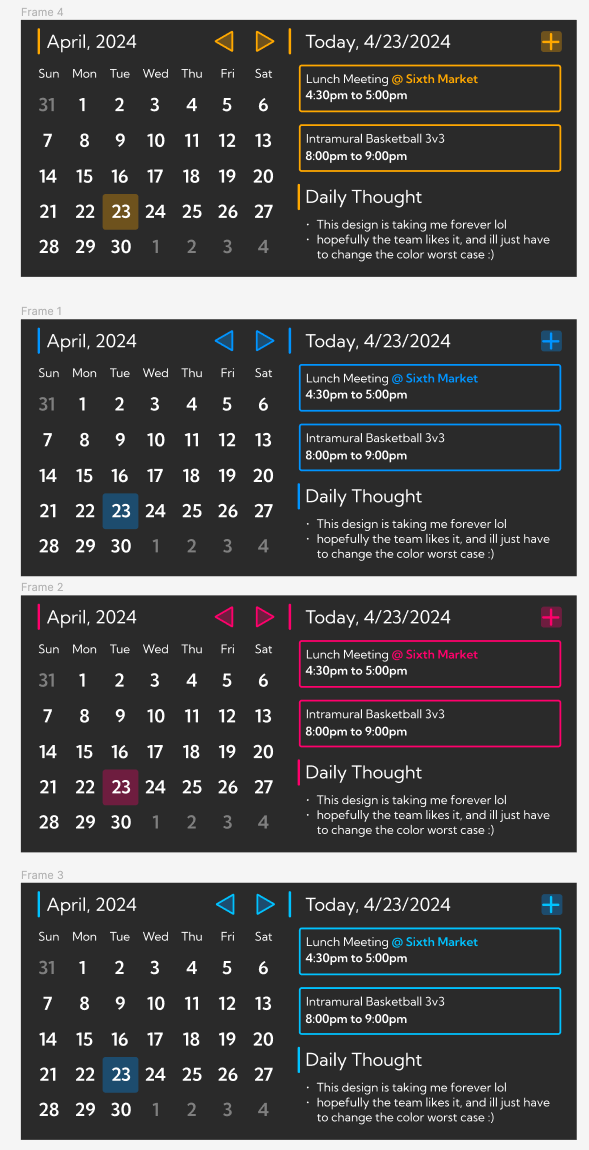 Frame 4
April, 2024
Sun Mon Tue Wed Thu Fri Sat
31 1 2 3 4 5 6
7 8 9 10 11 12 13
14 15 16 17 18 19 20
21 22 23 24 25 26 27
28 29 30 1 2 3 4
Today, 4/23/2024
Lunch Meeting @ Sixth Market
4:30pm to 5:00pm
Intramural Basketball 3v3
8:00pm to 9:00pm
Daily Thought
· This design is taking me forever lol
· hopefully the team likes it, and ill just have
to change the color worst case :)
Frame 1
April, 2024
Sun Mon Tue Wed Thu Fri Sat
31 1 2 3 4 5 6
7 8 9 10 11 12 13
14 15 16 17 18 19 20
21 22 23 24 25 26 27
28 29 30 1 2 3 4
Today, 4/23/2024
Lunch Meeting @ Sixth Market
4:30pm to 5:00pm
Intramural Basketball 3v3
8:00pm to 9:00pm
Daily Thought
· This design is taking me forever lol
· hopefully the team likes it, and ill just have
to change the color worst case :)
Frame 2
April, 2024
Sun Mon Tue Wed Thu Fri Sat
31 1 2 3 4 5 6
7 8 9 10 11 12 13
14 15 16 17 18 19 20
21 22 23 24 25 26 27
28 29 30 1 2 3 4
Today, 4/23/2024
Lunch Meeting @ Sixth Market
4:30pm to 5:00pm
Intramural Basketball 3v3
8:00pm to 9:00pm
Daily Thought
· This design is taking me forever lol
· hopefully the team likes it, and ill just have
to change the color worst case :)
Frame 3
April, 2024
Sun Mon Tue Wed Thu Fri Sat
31 1 2 3 4 5 6
7 8 9 10 11 12 13
14 15 16 17 18 19 20
21 22 23 24 25 26 27
28 29 30 1 2 3 4
Today, 4/23/2024
Lunch Meeting @ Sixth Market
4:30pm to 5:00pm
Intramural Basketball 3v3
8:00pm to 9:00pm
Daily Thought
· This design is taking me forever lol
· hopefully the team likes it, and ill just have
to change the color worst case :)